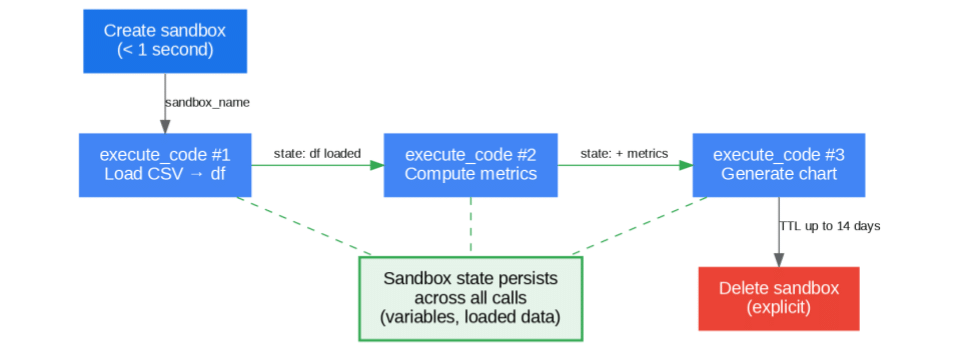 Create sandbox
(< 1 second)
sandbox_name
execute_code #1
Load CSV → df
state: df loaded
execute_code #2
Compute metrics
state: + metrics
execute_code #3
Generate chart
TTL up to 14 days
Sandbox state persists
across all calls
(variables, loaded data)
Delete sandbox
(explicit)